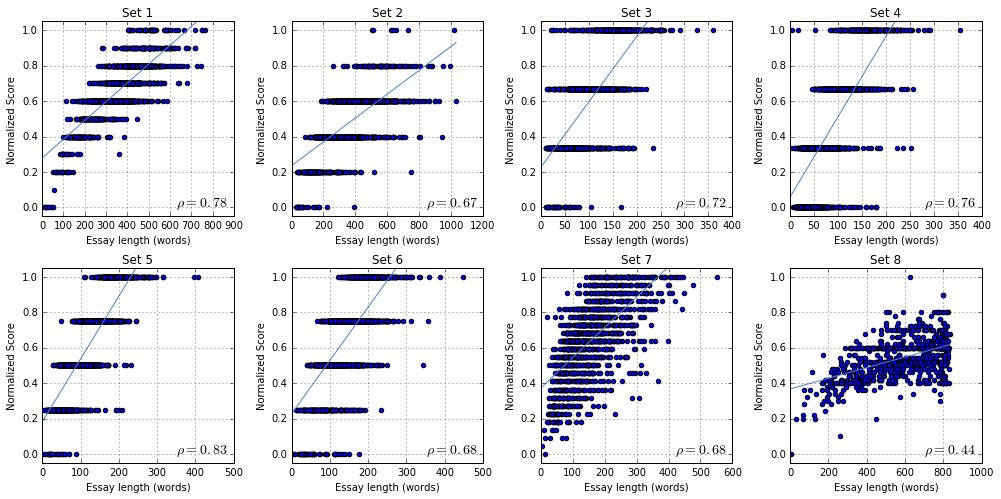 Set 1
Normalized Score
1.0
0.8
0.6
0.4
0.2
0.0
ρ = 0.78
0 100 200 300 400 500 600 700 800 900
Essay length (words)
Set 2
Normalized Score
1.0
0.8
0.6
0.4
0.2
0.0
ρ = 0.67
0 200 400 600 800 1000 1200
Essay length (words)
Set 3
Normalized Score
1.0
0.8
0.6
0.4
0.2
0.0
ρ = 0.72
0 50 100 150 200 250 300 350 400
Essay length (words)
Set 4
Normalized Score
1.0
0.8
0.6
0.4
0.2
0.0
ρ = 0.76
0 50 100 150 200 250 300 350 400
Essay length (words)
Set 5
Normalized Score
1.0
0.8
0.6
0.4
0.2
0.0
ρ = 0.83
0 100 200 300 400 500
Essay length (words)
Set 6
Normalized Score
1.0
0.8
0.6
0.4
0.2
0.0
ρ = 0.68
0 100 200 300 400 500
Essay length (words)
Set 7
Normalized Score
1.0
0.8
0.6
0.4
0.2
0.0
ρ = 0.68
0 100 200 300 400 500 600
Essay length (words)
Set 8
Normalized Score
1.0
0.8
0.6
0.4
0.2
0.0
ρ = 0.44
0 200 400 600 800 1000
Essay length (words)